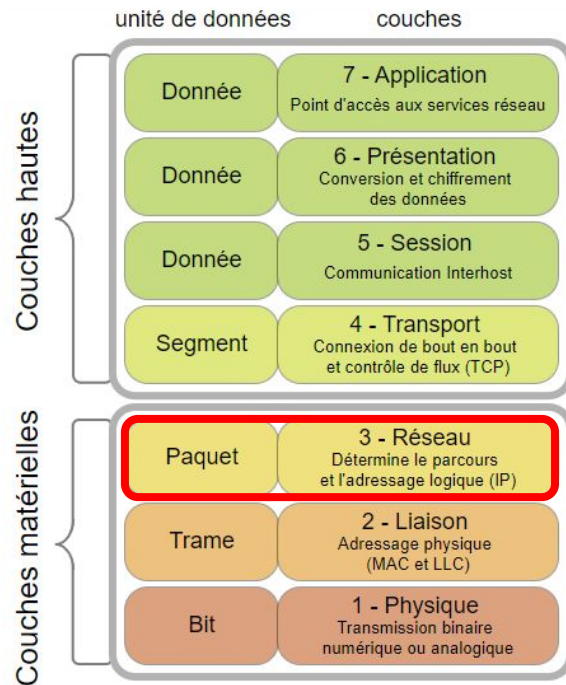 unité de données
couches
Couches hautes
Donnée
7 - Application
Point d'accès aux services réseau
Donnée
6 - Présentation
Conversion et chiffrement
des données
Donnée
5 - Session
Communication Interhost
Segment
4 - Transport
Connexion de bout en bout
et contrôle de flux (TCP)
Couches matérielles
Paquet
3 - Réseau
Détermine le parcours
et l'adressage logique (IP)
Trame
2 - Liaison
Adressage physique
(MAC et LLC)
Bit
1 - Physique
Transmission binaire
numérique ou analogique